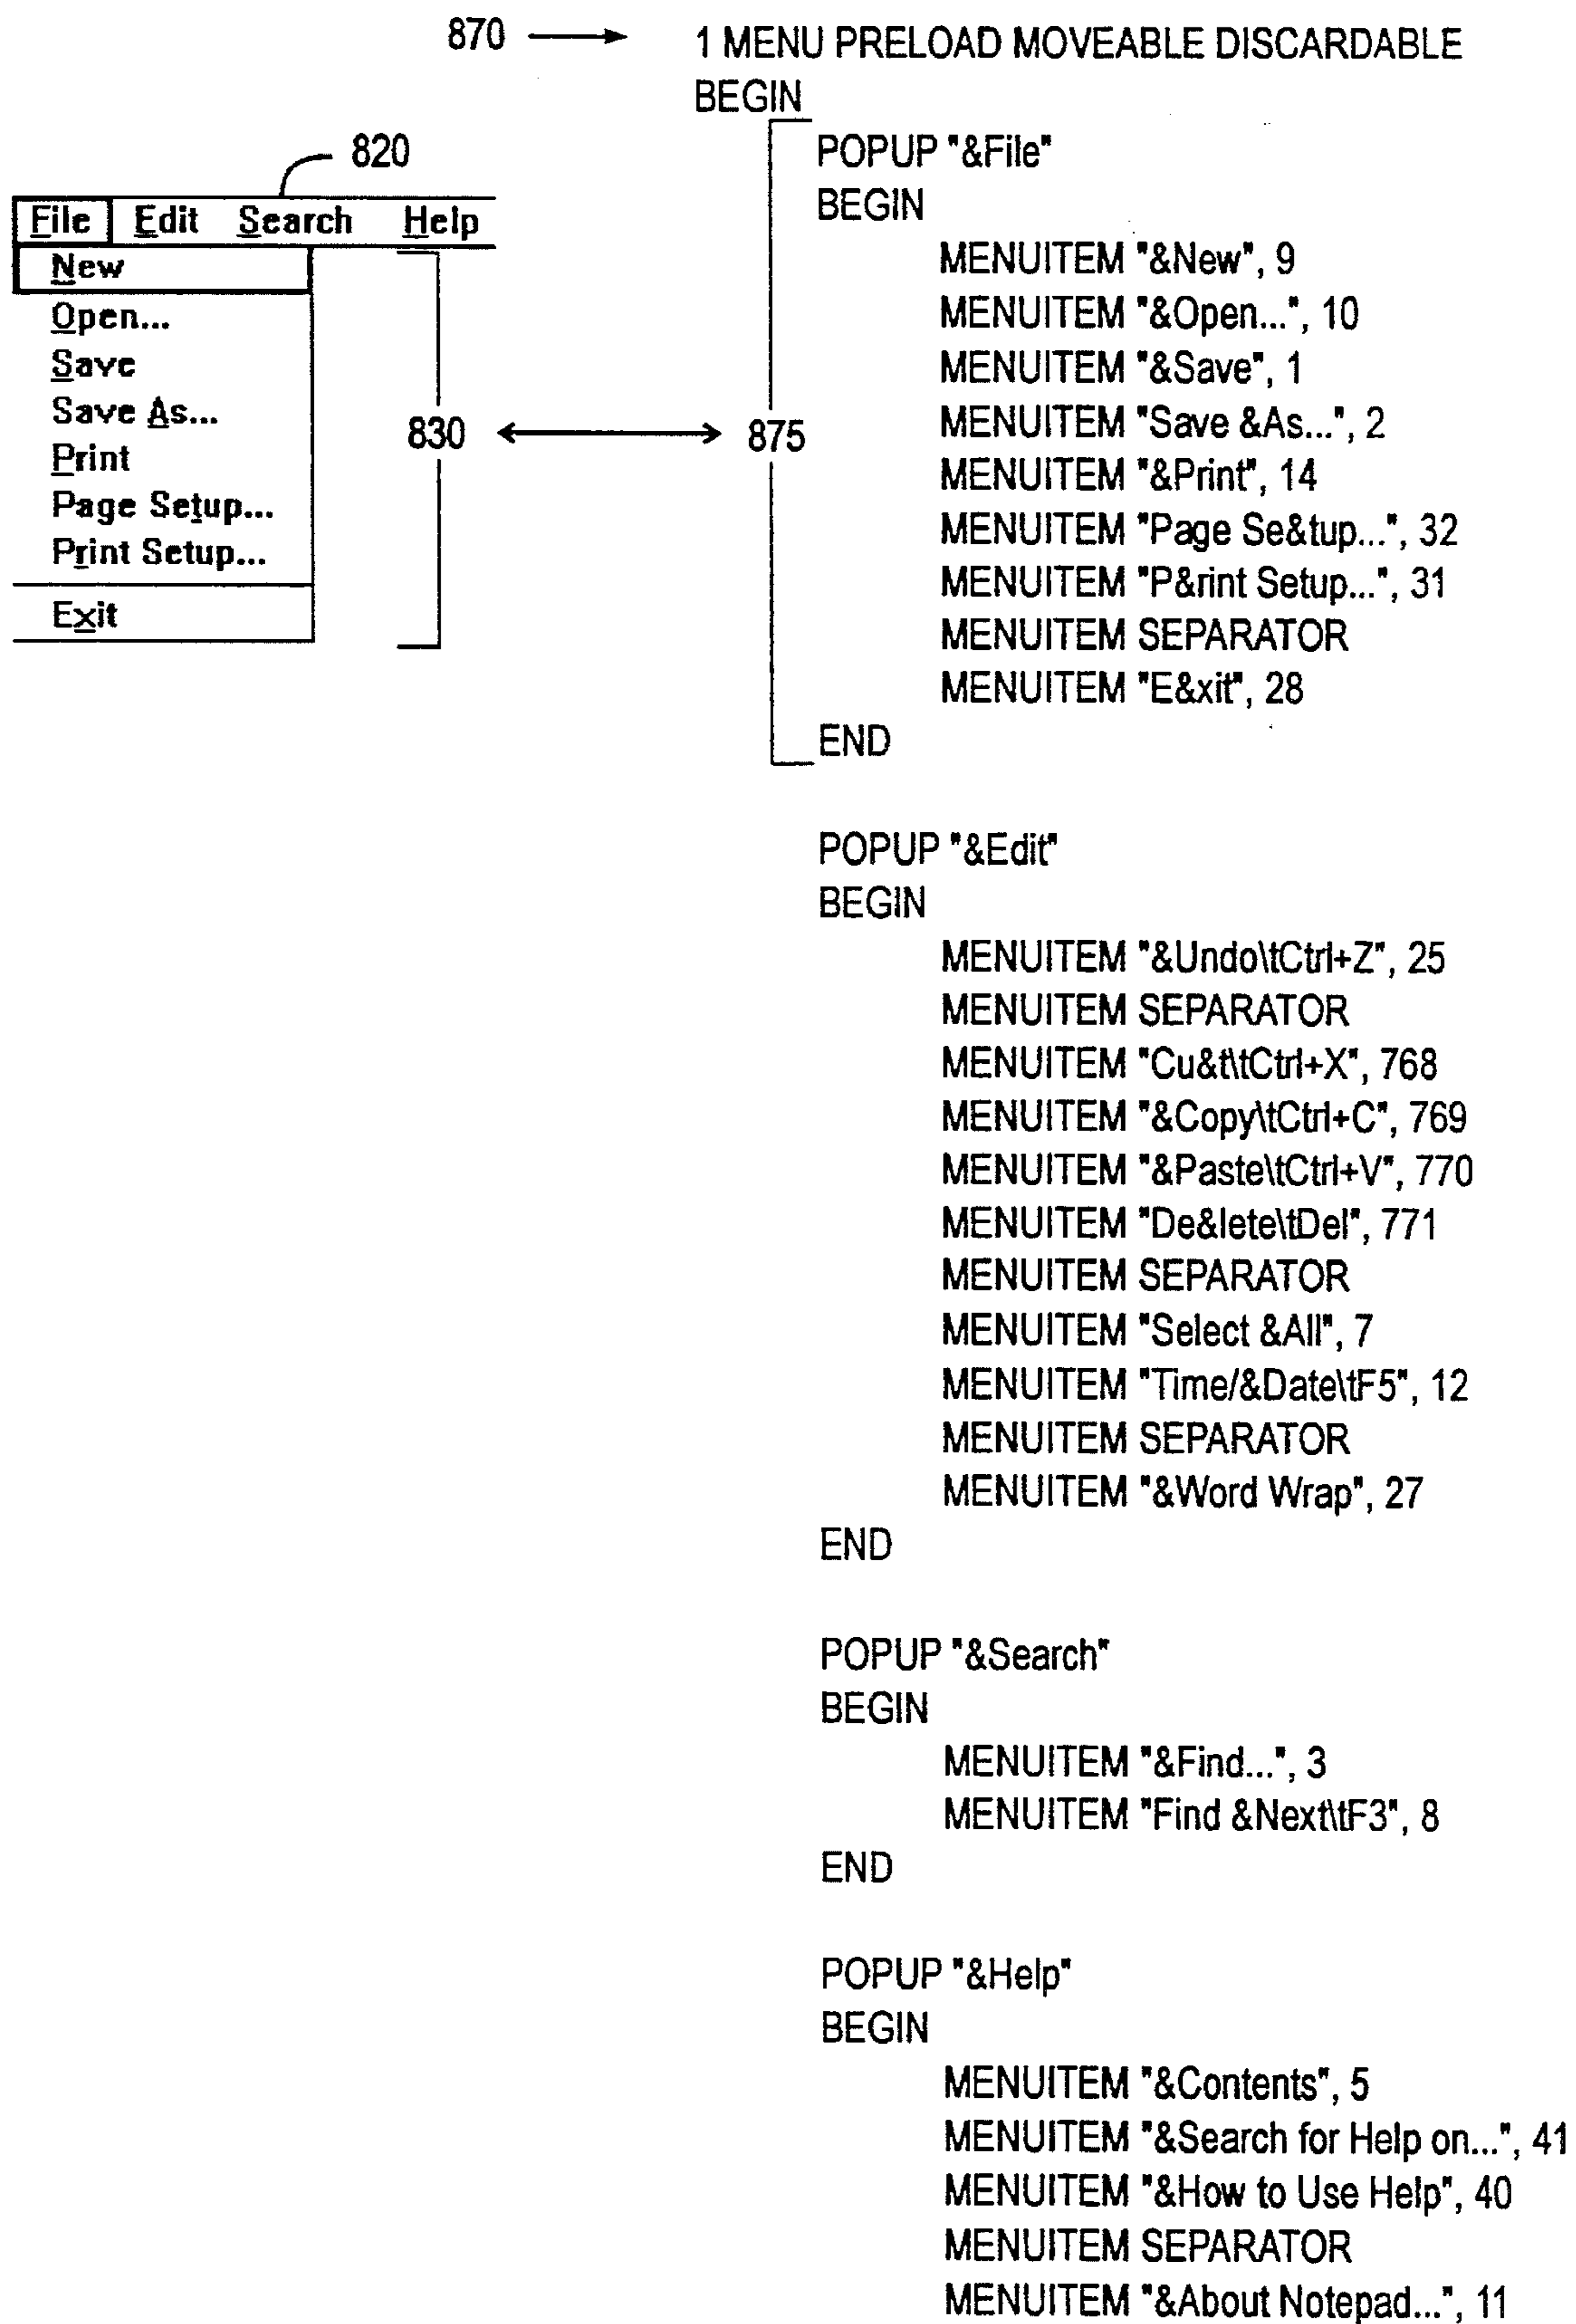 870
1 MENU PRELOAD MOVEABLE DISCARDABLE
BEGIN
820
File Edit Search Help
New
Open...
Save
Save As...
Print
Page Setup...
Print Setup...
Exit
830
875
POPUP "&File"
BEGIN
MENUITEM "&New", 9
MENUITEM "&Open...", 10
MENUITEM "&Save", 1
MENUITEM "Save &As...", 2
MENUITEM "&Print", 14
MENUITEM "Page Se&tup...", 32
MENUITEM "P&rint Setup...", 31
MENUITEM SEPARATOR
MENUITEM "E&xit", 28
END
POPUP "&Edit"
BEGIN
MENUITEM "&Undo\tCtrl+Z", 25
MENUITEM SEPARATOR
MENUITEM "Cu&t\tCtrl+X", 768
MENUITEM "&Copy\tCtrl+C", 769
MENUITEM "&Paste\tCtrl+V", 770
MENUITEM "De&lete\tDel", 771
MENUITEM SEPARATOR
MENUITEM "Select &All", 7
MENUITEM "Time/&Date\tF5", 12
MENUITEM SEPARATOR
MENUITEM "&Word Wrap", 27
END
POPUP "&Search"
BEGIN
MENUITEM "&Find...", 3
MENUITEM "Find &Next\tF3", 8
END
POPUP "&Help"
BEGIN
MENUITEM "&Contents", 5
MENUITEM "&Search for Help on...", 41
MENUITEM "&How to Use Help", 40
MENUITEM SEPARATOR
MENUITEM "&About Notepad...", 11